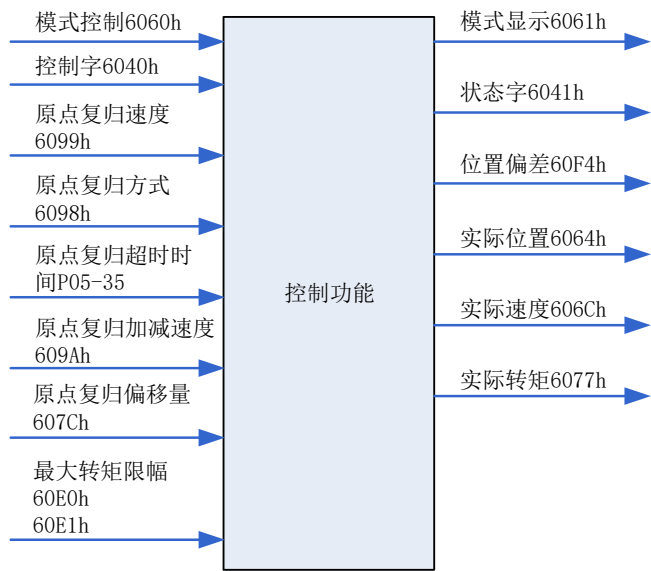 模式控制6060h
控制字6040h
原点复归速度
6099h
原点复归方式
6098h
原点复归超时时
间P05-35
原点复归加减速度
609Ah
原点复归偏移量
607Ch
最大转矩限幅
60E0h
60E1h
控制功能
模式显示6061h
状态字6041h
位置偏差60F4h
实际位置6064h
实际速度606Ch
实际转矩6077h